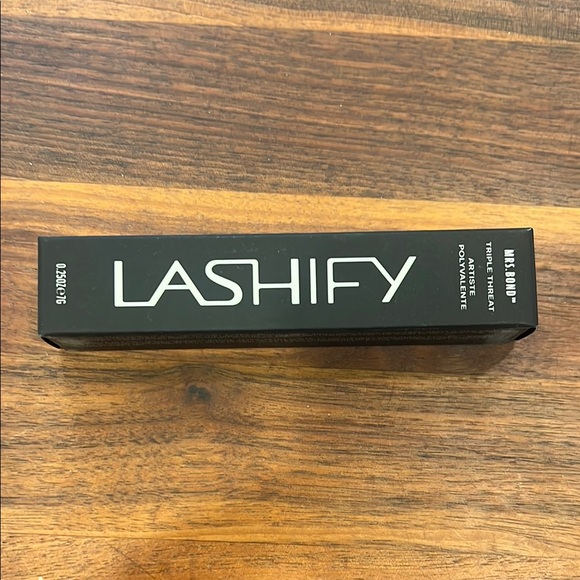 LASHIFY
MRS.BOND™
TRIPLE THREAT
ARTISTE
POLYVALENTE
0.25OZ℮7G